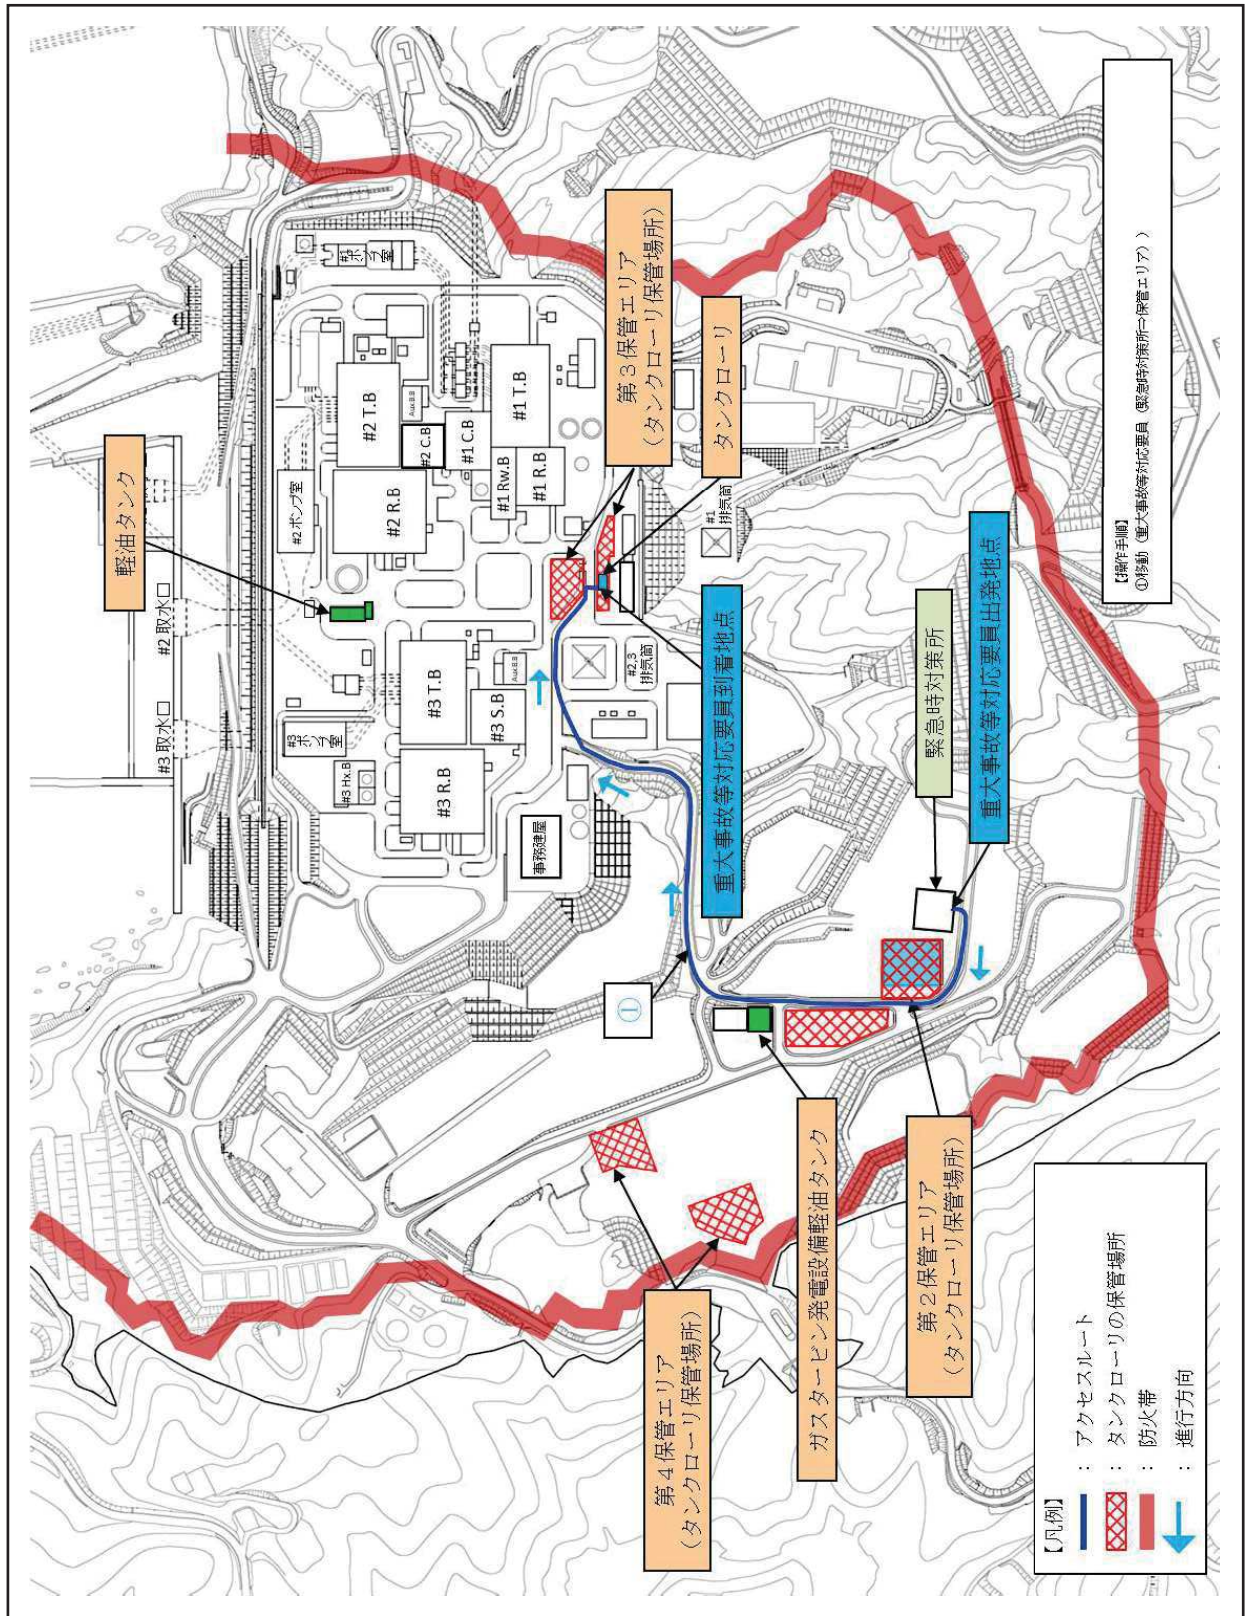 軽油タンク
#3 取水口
#2 取水口
#3
ポンプ
室
#2 ポンプ室
#1
ポンプ
室
#3 Hx.B
#3 R.B
#3 T.B
#3 S.B
Aux B.B
#2 R.B
#2 T.B
Aux B.B
#2 C.B
#1 C.B
#1 Rw.B
#1 R.B
#1 T.B
事務建屋
#2,3
排気筒
#1
排気筒
第3保管エリア
(タンクローリ保管場所)
タンクローリ
重大事故等対応要員到着地点
①
緊急時対策所
重大事故等対応要員出発地点
第4保管エリア
(タンクローリ保管場所)
ガスタービン発電設備軽油タンク
第2保管エリア
(タンクローリ保管場所)
【凡例】
:アクセスルート
:タンクローリの保管場所
:防火帯
:進行方向
【操作手順】
①移動(重大事故等対応要員(緊急時対策所⇒保管エリア))